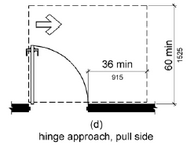 36 min
915
60 min
1525
(d)
hinge approach, pull side